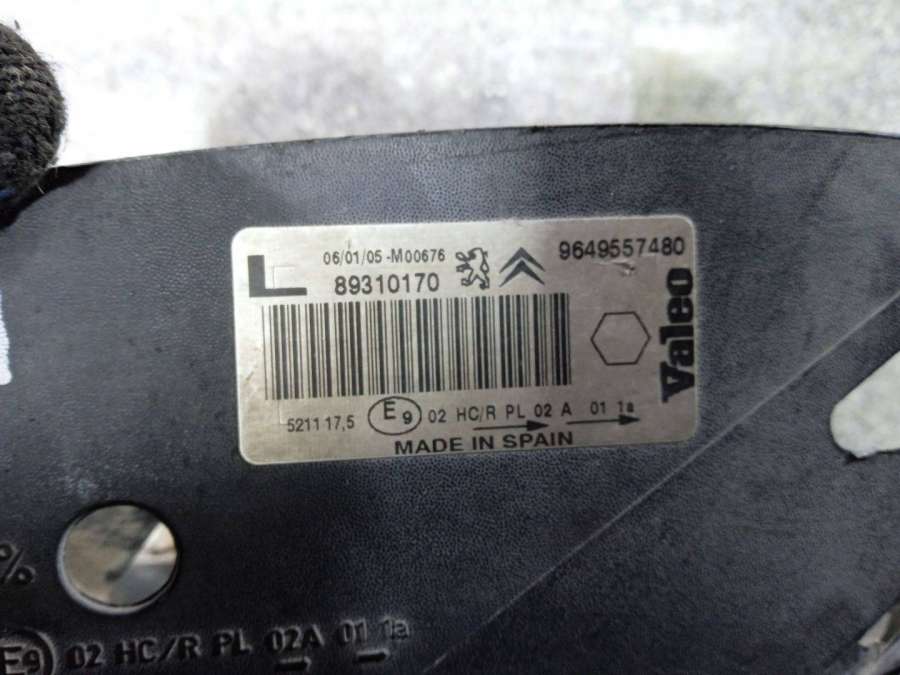 L
06/01/05 -M00676
89310170
9649557480
Valeo
5211 17,5
E9 02 HC/R PL 02 A 01 1a
MADE IN SPAIN
%
E9 02 HC/R PL 02A 01 1a